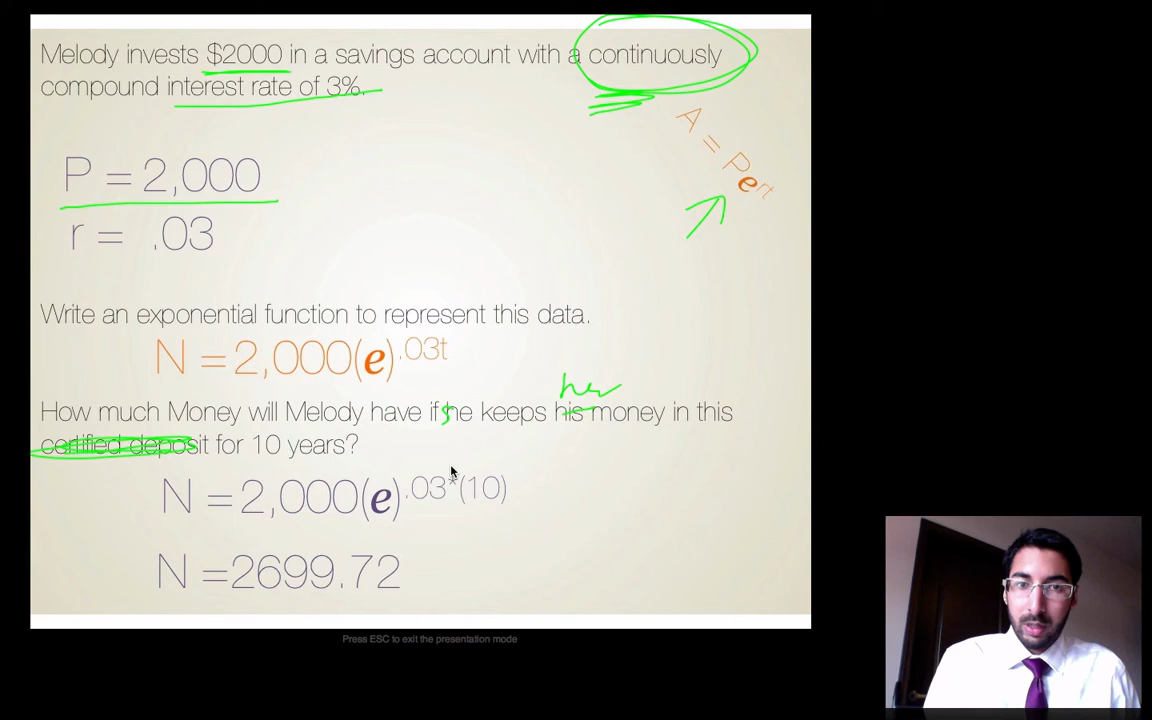 Melody invests $2000 in a savings account with a continuously
compound interest rate of 3%.
A = Pe^rt
P = 2,000
r = .03
Write an exponential function to represent this data.
N = 2,000(e)^.03t
her
How much Money will Melody have if she keeps his money in this
certified deposit for 10 years?
N = 2,000(e)^.03*(10)
N =2699.72
Press ESC to exit the presentation mode